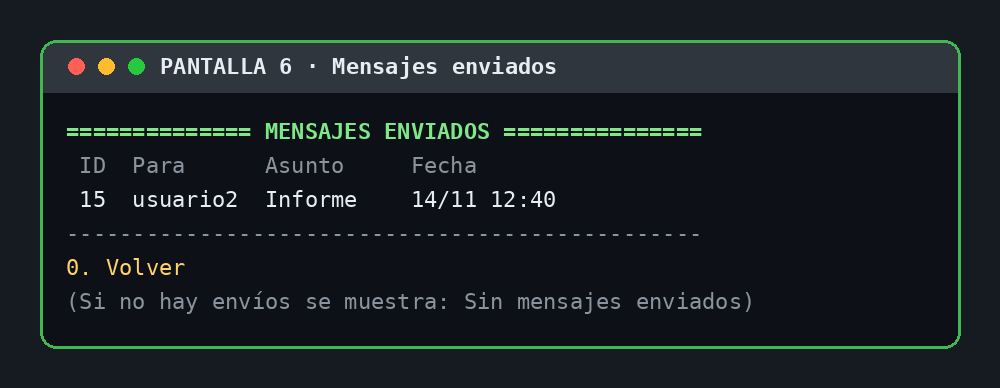 PANTALLA 6 · Mensajes enviados
============== MENSAJES ENVIADOS ===============
ID  Para      Asunto     Fecha
15  usuario2  Informe    14/11 12:40
------------------------------------------------
0. Volver
(Si no hay envíos se muestra: Sin mensajes enviados)